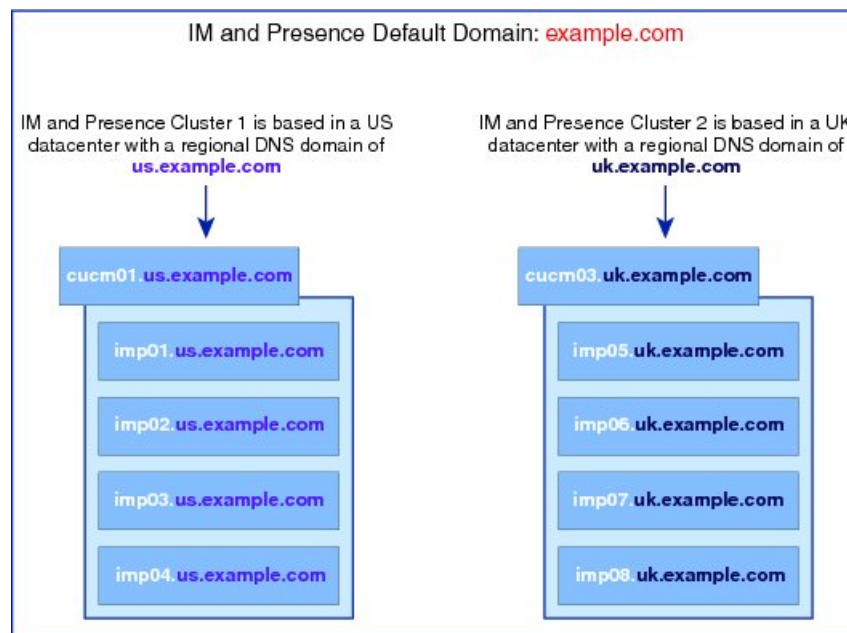 IM and Presence Default Domain: example.com
IM and Presence Cluster 1 is based in a US
datacenter with a regional DNS domain of
us.example.com
IM and Presence Cluster 2 is based in a UK
datacenter with a regional DNS domain of
uk.example.com
cucm01.us.example.com
imp01.us.example.com
imp02.us.example.com
imp03.us.example.com
imp04.us.example.com
cucm03.uk.example.com
imp05.uk.example.com
imp06.uk.example.com
imp07.uk.example.com
imp08.uk.example.com